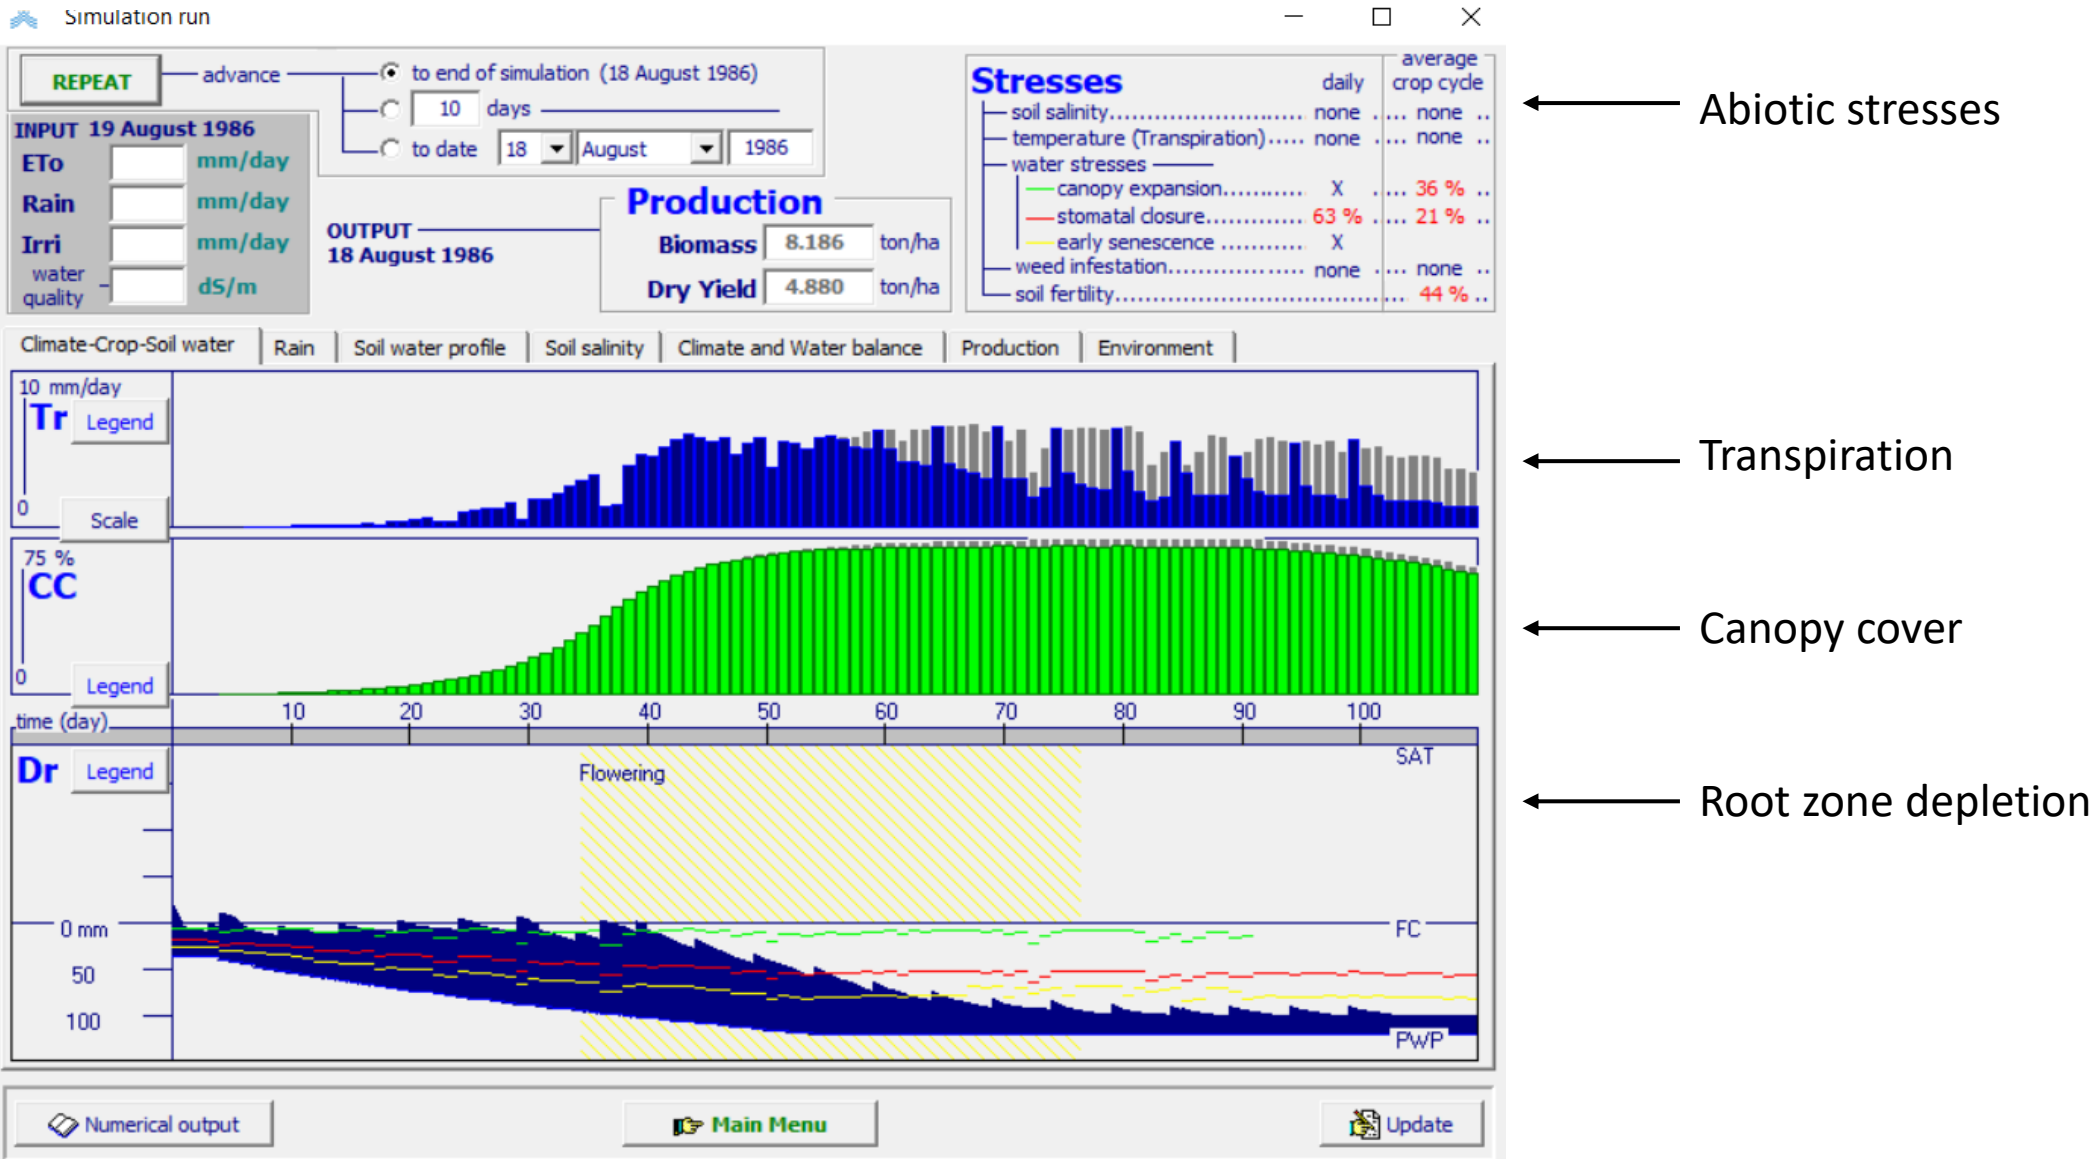 Simulation run
REPEAT
advance
to end of simulation (18 August 1986)
10 days
to date 18 August 1986
INPUT 19 August 1986
ETo mm/day
Rain mm/day
Irri mm/day
water quality dS/m
OUTPUT
18 August 1986
Production
Biomass 8.186 ton/ha
Dry Yield 4.880 ton/ha
Stresses
daily
average
crop cycle
soil salinity........................... none .... none ..
temperature (Transpiration)..... none .... none ..
water stresses
canopy expansion............ X ..... 36 % ..
stomatal closure.............. 63 % .... 21 % ..
early senescence ............ X
weed infestation................. none .... none ..
soil fertility........................................ 44 % ..
Abiotic stresses
Climate-Crop-Soil water
Rain
Soil water profile
Soil salinity
Climate and Water balance
Production
Environment
10 mm/day
Tr
Legend
0
Scale
Transpiration
75 %
CC
0
Legend
Canopy cover
time (day)
10 20 30 40 50 60 70 80 90 100
Dr
Legend
Flowering
SAT
Root zone depletion
0 mm
FC
50
100
PWP
Numerical output
Main Menu
Update